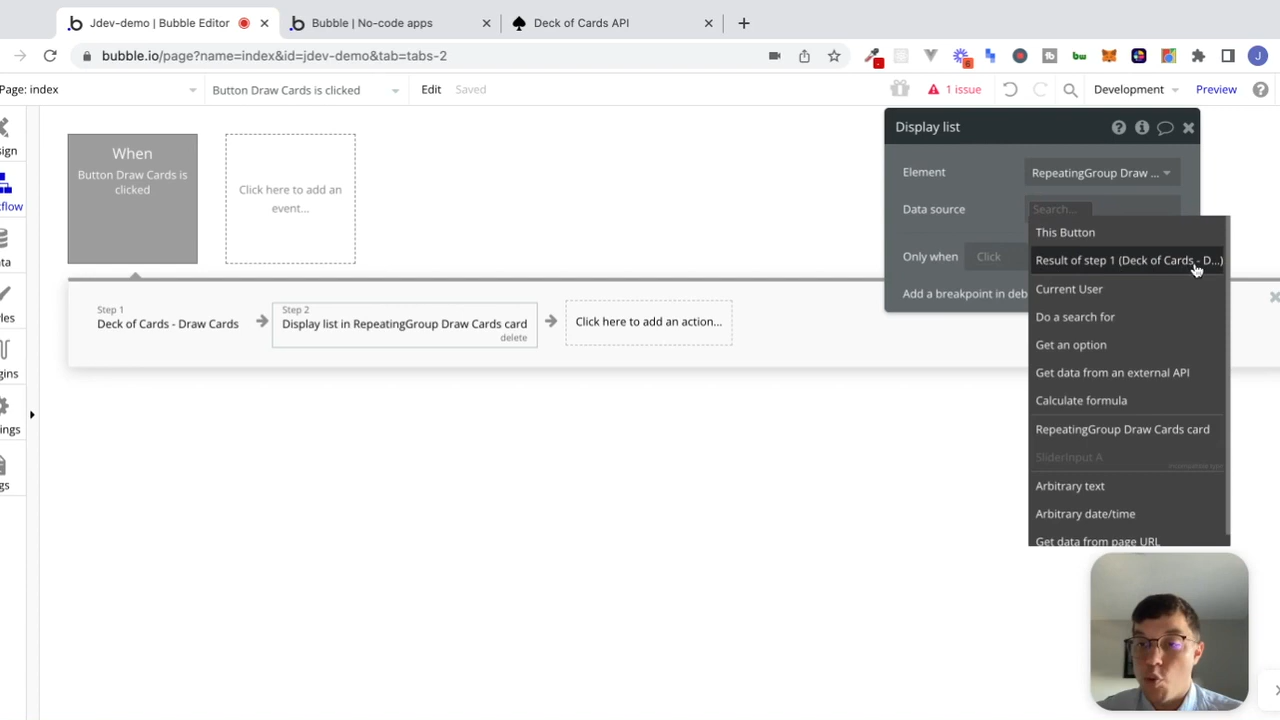 Jdev-demo | Bubble Editor
Bubble | No-code apps
Deck of Cards API
bubble.io/page?name=index&id=jdev-demo&tab=tabs-2
Page: index
Button Draw Cards is clicked
Edit
Saved
1 issue
Development
Preview
sign
flow
ta
les
gins
ngs
gs
When
Button Draw Cards is
clicked
Click here to add an
event...
Step 1
Deck of Cards - Draw Cards
Step 2
Display list in RepeatingGroup Draw Cards card
delete
Click here to add an action...
Display list
Element
RepeatingGroup Draw ...
Data source
Search...
Only when
Click
Add a breakpoint in deb
This Button
Result of step 1 (Deck of Cards - D...)
Current User
Do a search for
Get an option
Get data from an external API
Calculate formula
RepeatingGroup Draw Cards card
SliderInput A
incompatible type
Arbitrary text
Arbitrary date/time
Get data from page URL